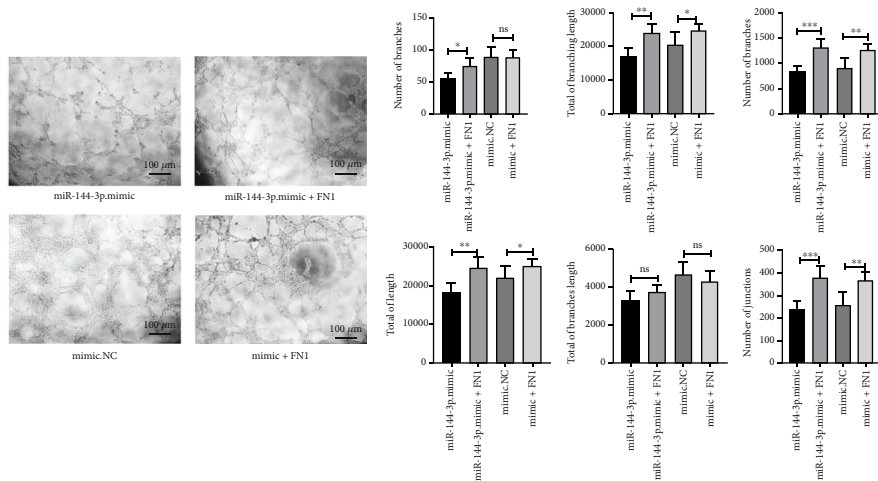 100 μm
miR-144-3p.mimic
100 μm
miR-144-3p.mimic + FN1
100 μm
mimic.NC
100 μm
mimic + FN1
Number of branches
150
100
50
0
*
ns
miR-144-3p.mimic
miR-144-3p.mimic + FN1
mimic.NC
mimic + FN1
Total of branching length
30000
20000
10000
0
**
*
miR-144-3p.mimic
miR-144-3p.mimic + FN1
mimic.NC
mimic + FN1
Number of branches
2000
1500
1000
500
0
***
**
miR-144-3p.mimic
miR-144-3p.mimic + FN1
mimic.NC
mimic + FN1
Total of length
30000
20000
10000
0
**
*
miR-144-3p.mimic
miR-144-3p.mimic + FN1
mimic.NC
mimic + FN1
Total of branches length
6000
4000
2000
0
ns
ns
miR-144-3p.mimic
miR-144-3p.mimic + FN1
mimic.NC
mimic + FN1
Number of junctions
500
400
300
200
100
0
***
**
miR-144-3p.mimic
miR-144-3p.mimic + FN1
mimic.NC
mimic + FN1